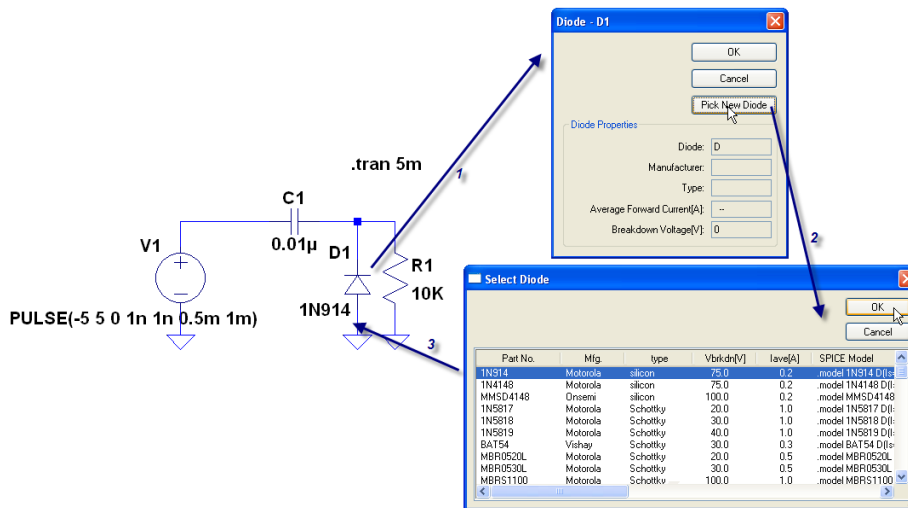 Diode - D1
OK
Cancel
Pick New Diode
Diode Properties
Diode: D
Manufacturer:
Type:
Average Forward Current[A]: --
Breakdown Voltage[V]: 0
.tran 5m
1
2
3
C1
0.01µ
V1
D1
R1
10K
1N914
PULSE(-5 5 0 1n 1n 0.5m 1m)
Select Diode
OK
Cancel
Part No. Mfg. type Vbrkdn[V] Iave[A] SPICE Model
1N914 Motorola silicon 75.0 0.2 .model 1N914 D(Is=
1N4148 Motorola silicon 75.0 0.2 .model 1N4148 D(I:
MMSD4148 Onsemi silicon 100.0 0.2 .model MMSD4148
1N5817 Motorola Schottky 20.0 1.0 .model 1N5817 D(I:
1N5818 Motorola Schottky 30.0 1.0 .model 1N5818 D(I:
1N5819 Motorola Schottky 40.0 1.0 .model 1N5819 D(I:
BAT54 Vishay Schottky 30.0 0.3 .model BAT54 D(Is=
MBR0520L Motorola Schottky 20.0 0.5 .model MBR0520L
MBR0530L Motorola Schottky 30.0 0.5 .model MBR0530L
MBRS1100 Motorola Schottky 100.0 1.0 .model MBRS1100